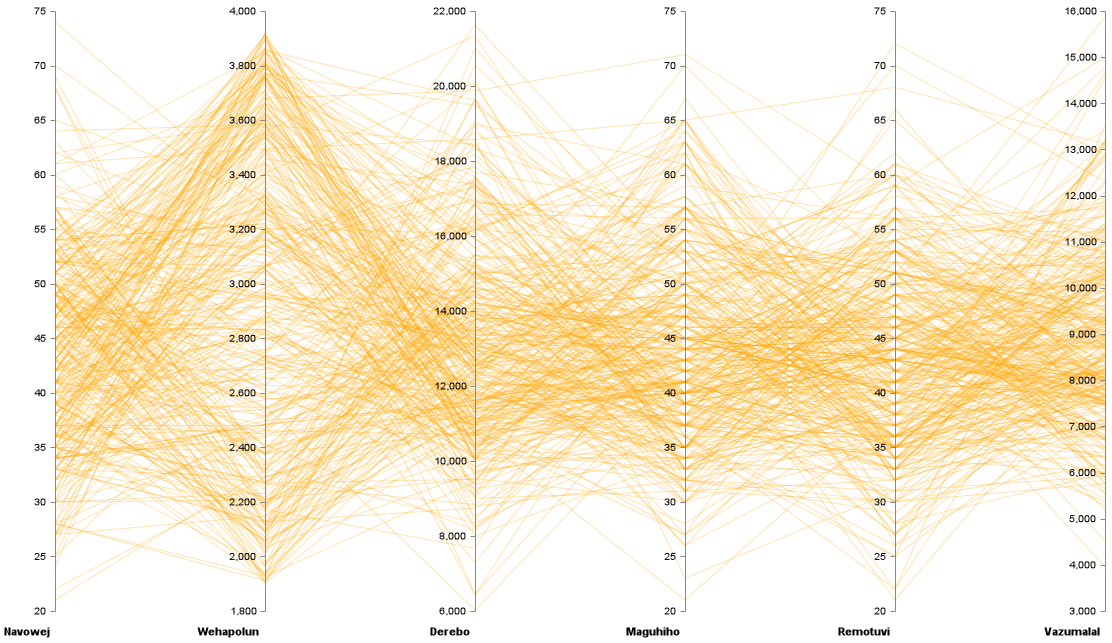 75 4,000 22,000 75 75 16,000
15,000
70 3,800 70 70
20,000
14,000
65 3,600 65 65
13,000
18,000
60 3,400 60 60
12,000
55 3,200 55 55
16,000
11,000
50 3,000 50 50
10,000
14,000
45 2,800 45 45
9,000
12,000
8,000
40 2,600 40 40
7,000
35 2,400 35 35
10,000
6,000
30 2,200 30 30
5,000
8,000
25 2,000 25 25
4,000
20 1,800 6,000 20 20 3,000
Navowej Wehapolun Derebo Maguhiho Remotuvi Vazumalal